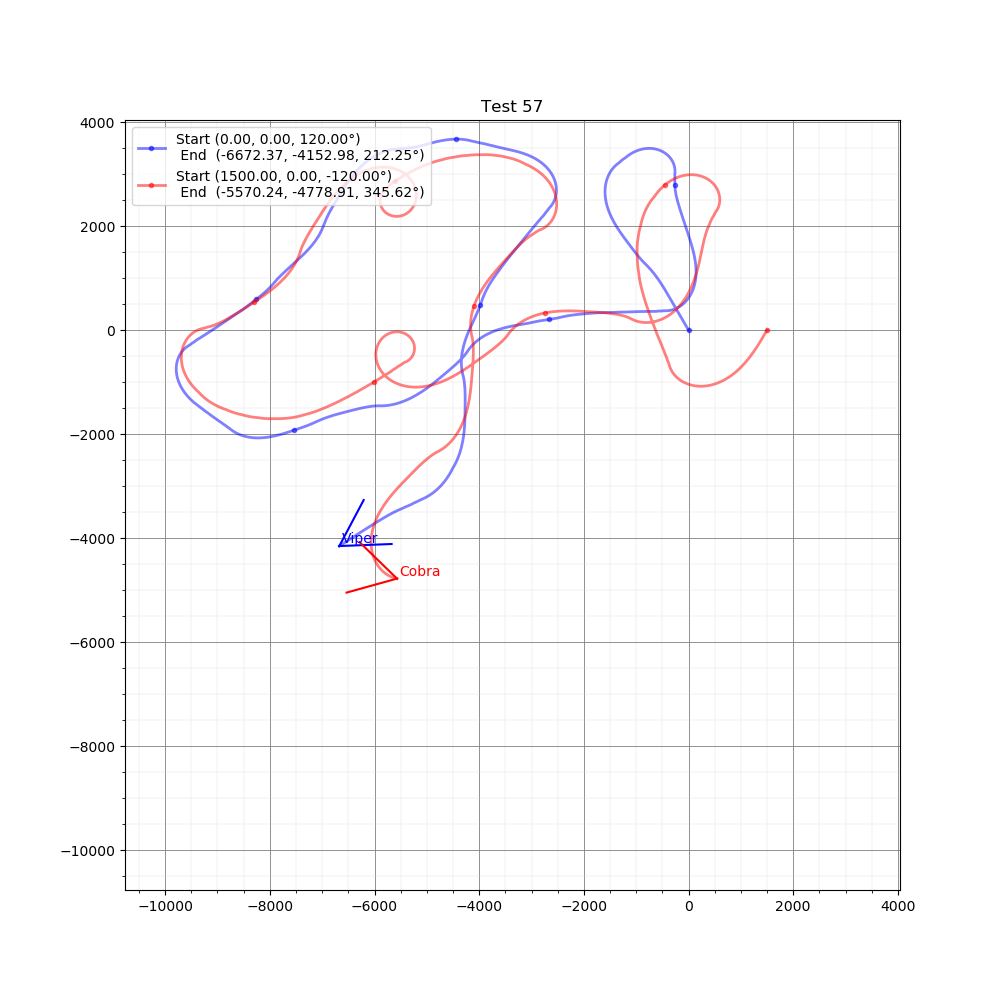 Test 57
Start (0.00, 0.00, 120.00°)
End (-6672.37, -4152.98, 212.25°)
Start (1500.00, 0.00, -120.00°)
End (-5570.24, -4778.91, 345.62°)
4000
2000
0
−2000
−4000
−6000
−8000
−10000
Viper
Cobra
−10000 −8000 −6000 −4000 −2000 0 2000 4000